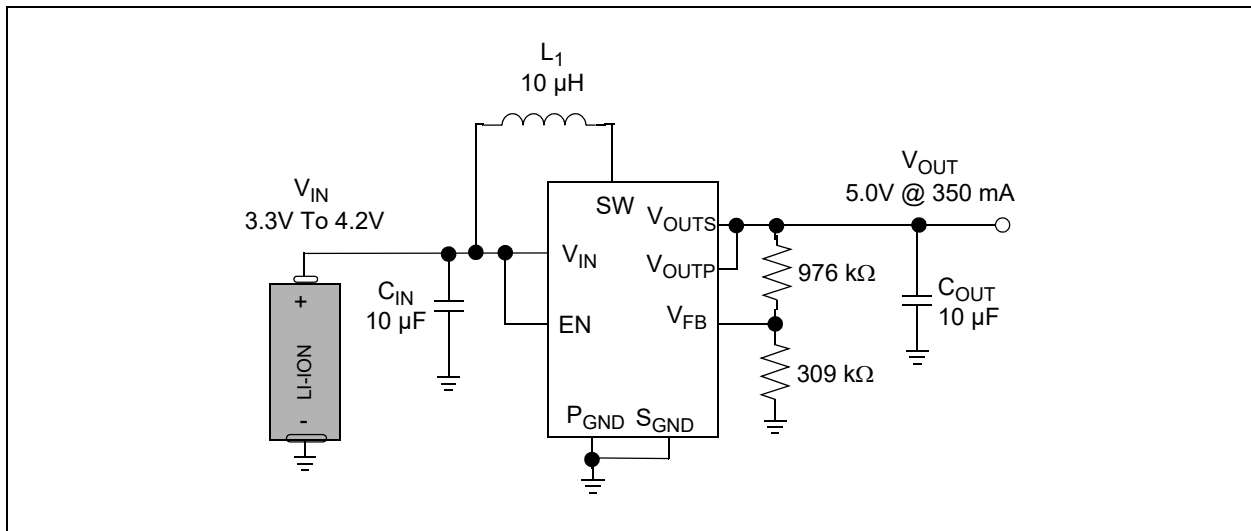 L1
10 µH
VIN
3.3V To 4.2V
+
LI-ION
-
CIN
10 µF
SW
VIN
EN
PGND
SGND
VOUTS
VOUTP
VFB
976 kΩ
309 kΩ
VOUT
5.0V @ 350 mA
COUT
10 µF